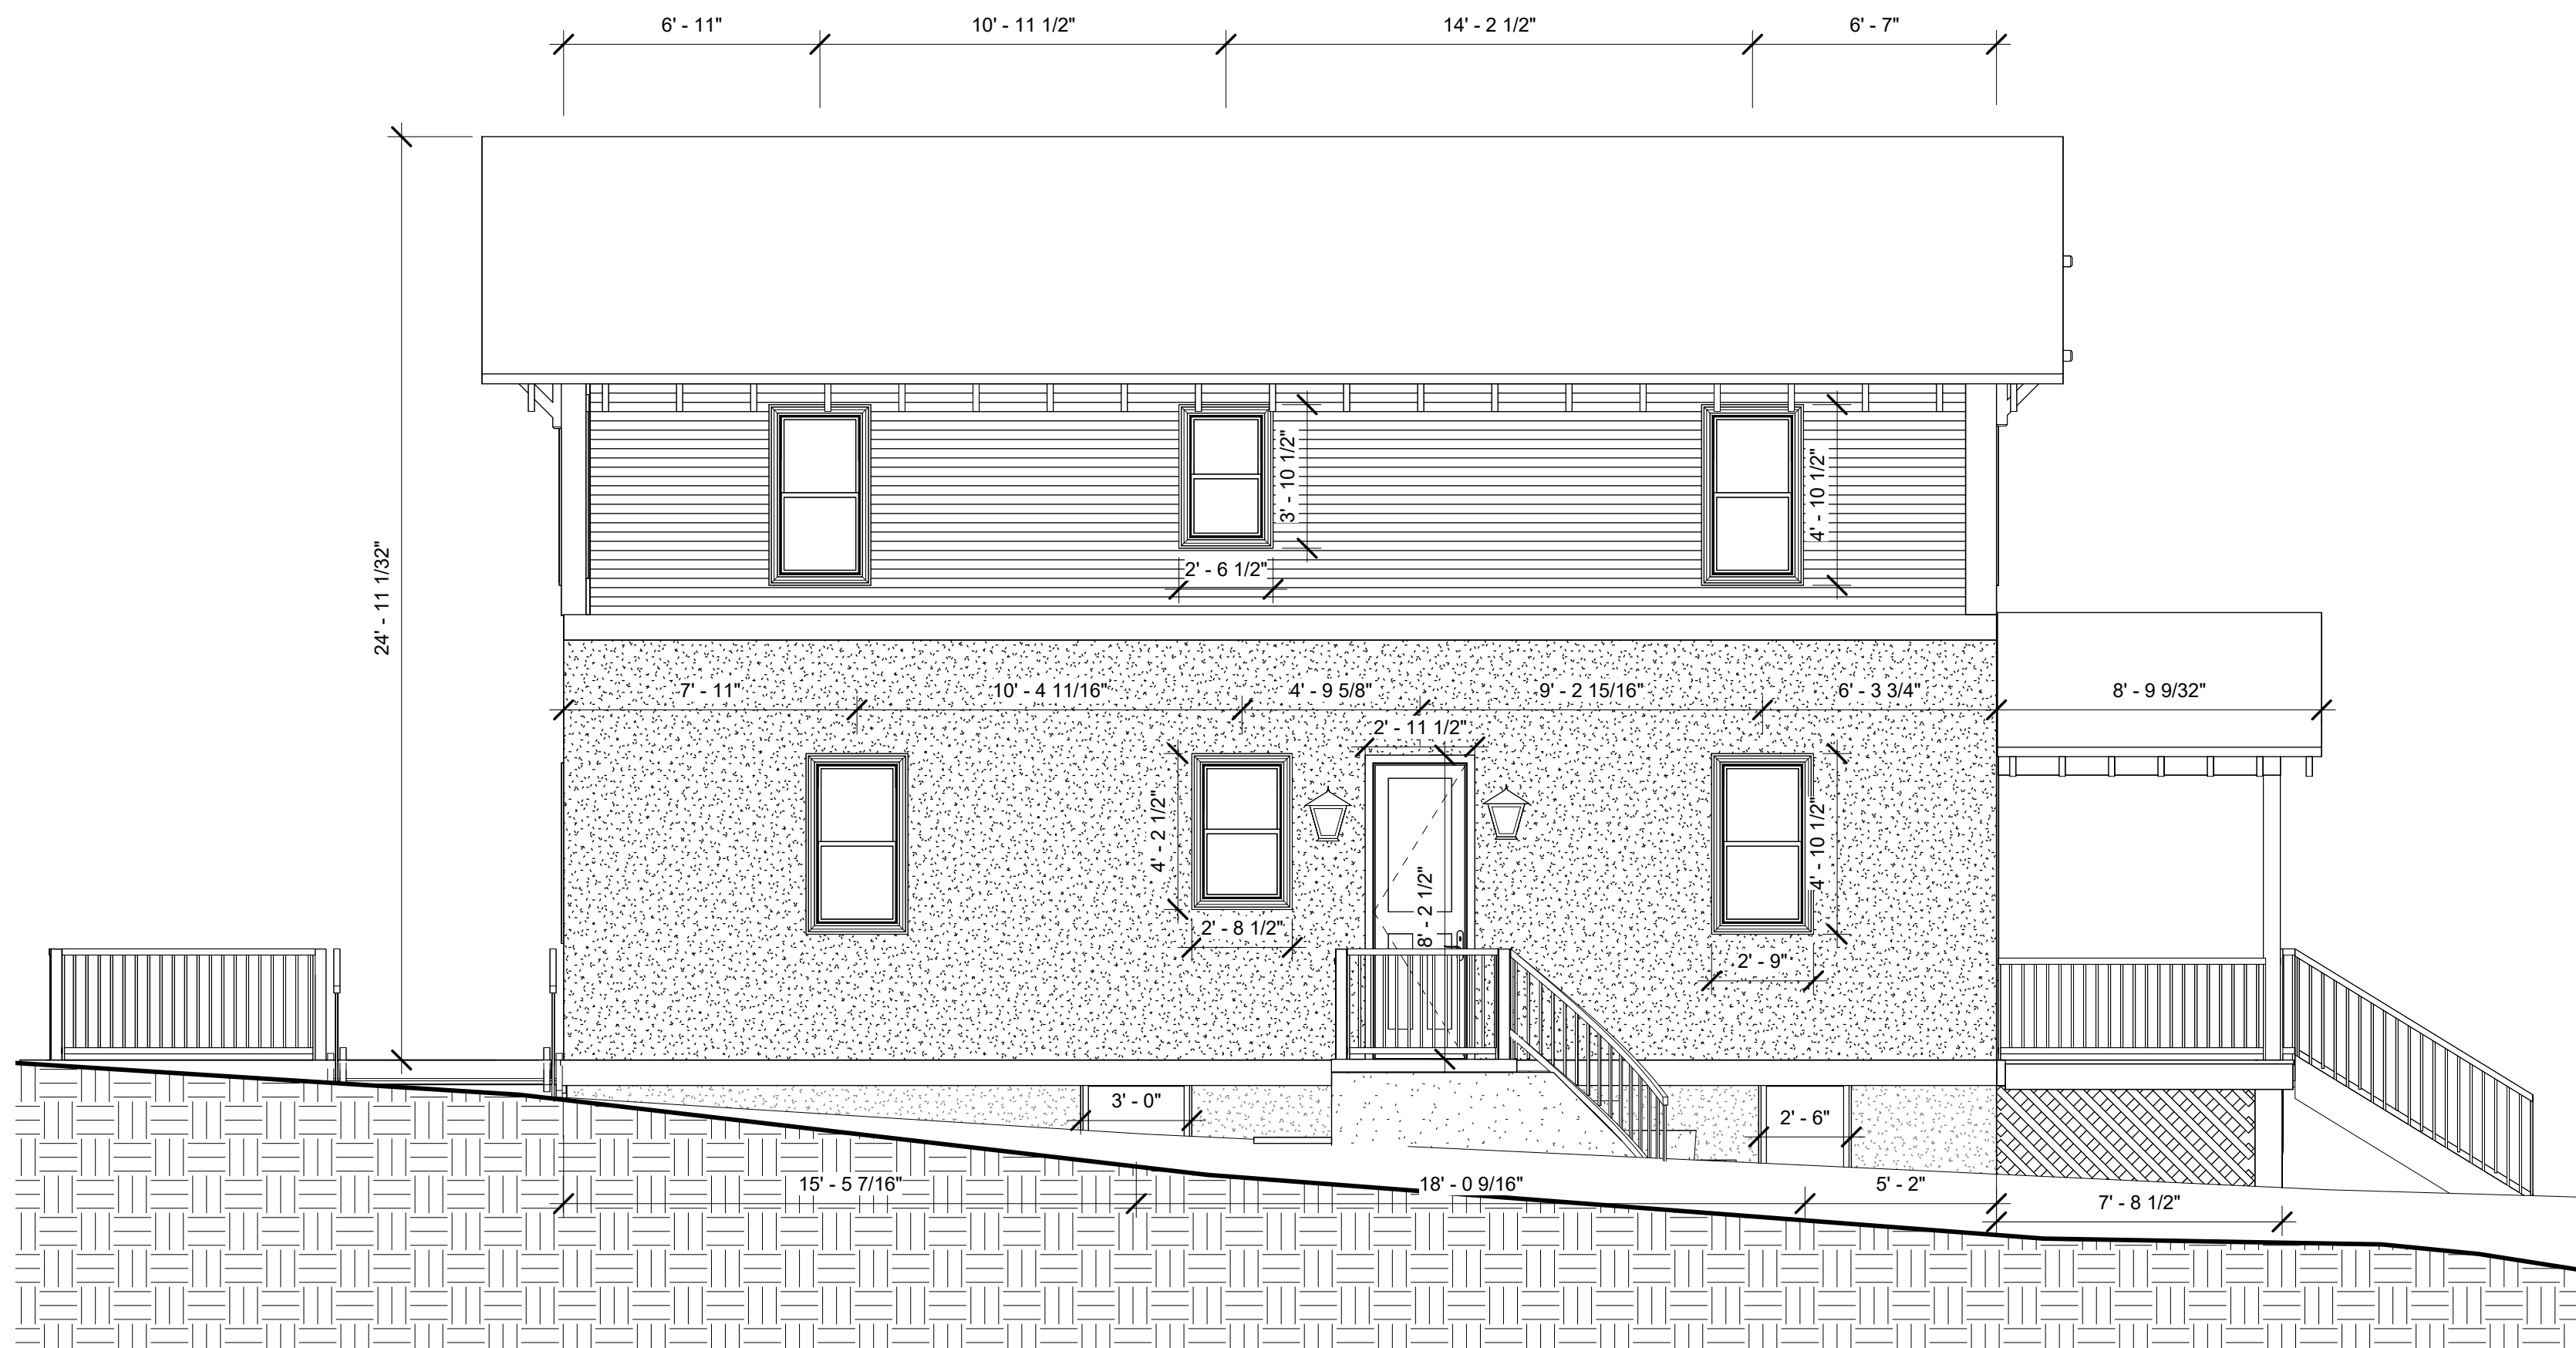 6' - 11"
10' - 11 1/2"
14' - 2 1/2"
6' - 7"
24' - 11 1/32"
3' - 10 1/2"
4' - 10 1/2"
2' - 6 1/2"
7' - 11"
10' - 4 11/16"
4' - 9 5/8"
9' - 2 15/16"
6' - 3 3/4"
8' - 9 9/32"
2' - 11 1/2"
4' - 2 1/2"
8' - 2 1/2"
4' - 10 1/2"
2' - 8 1/2"
2' - 9"
3' - 0"
2' - 6"
15' - 5 7/16"
18' - 0 9/16"
5' - 2"
7' - 8 1/2"